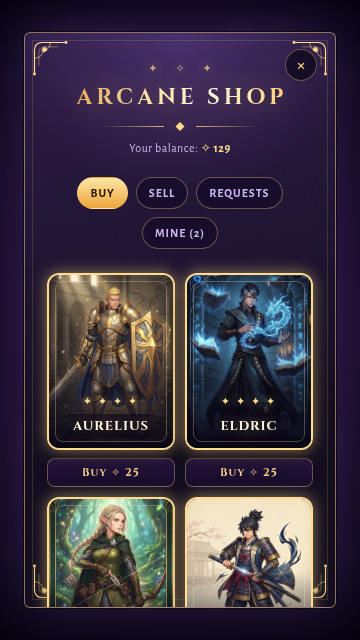 ARCANE SHOP
Your balance: ✧ 129
BUY SELL REQUESTS
MINE (2)
AURELIUS ELDRIC
BUY ✧ 25 BUY ✧ 25